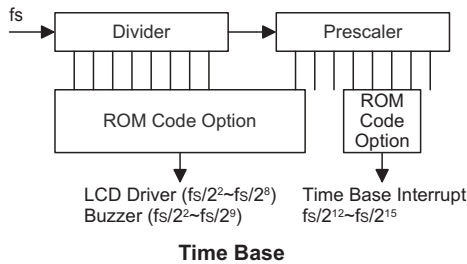 fs
Divider
Prescaler
ROM Code Option
ROM
Code
Option
LCD Driver (fs/2²~fs/2⁸)
Buzzer (fs/2²~fs/2⁹)
Time Base Interrupt
fs/2¹²~fs/2¹⁵
Time Base